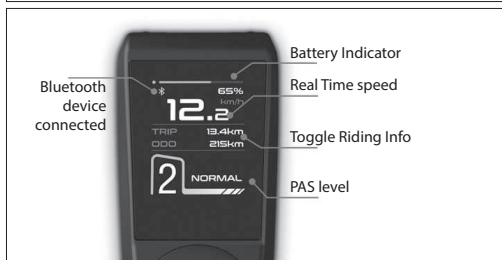 Battery Indicator
Real Time speed
Bluetooth
device
connected
65%
km/h
12.2
TRIP 13.4km
ODO 215km
Toggle Riding Info
2 NORMAL
PAS level